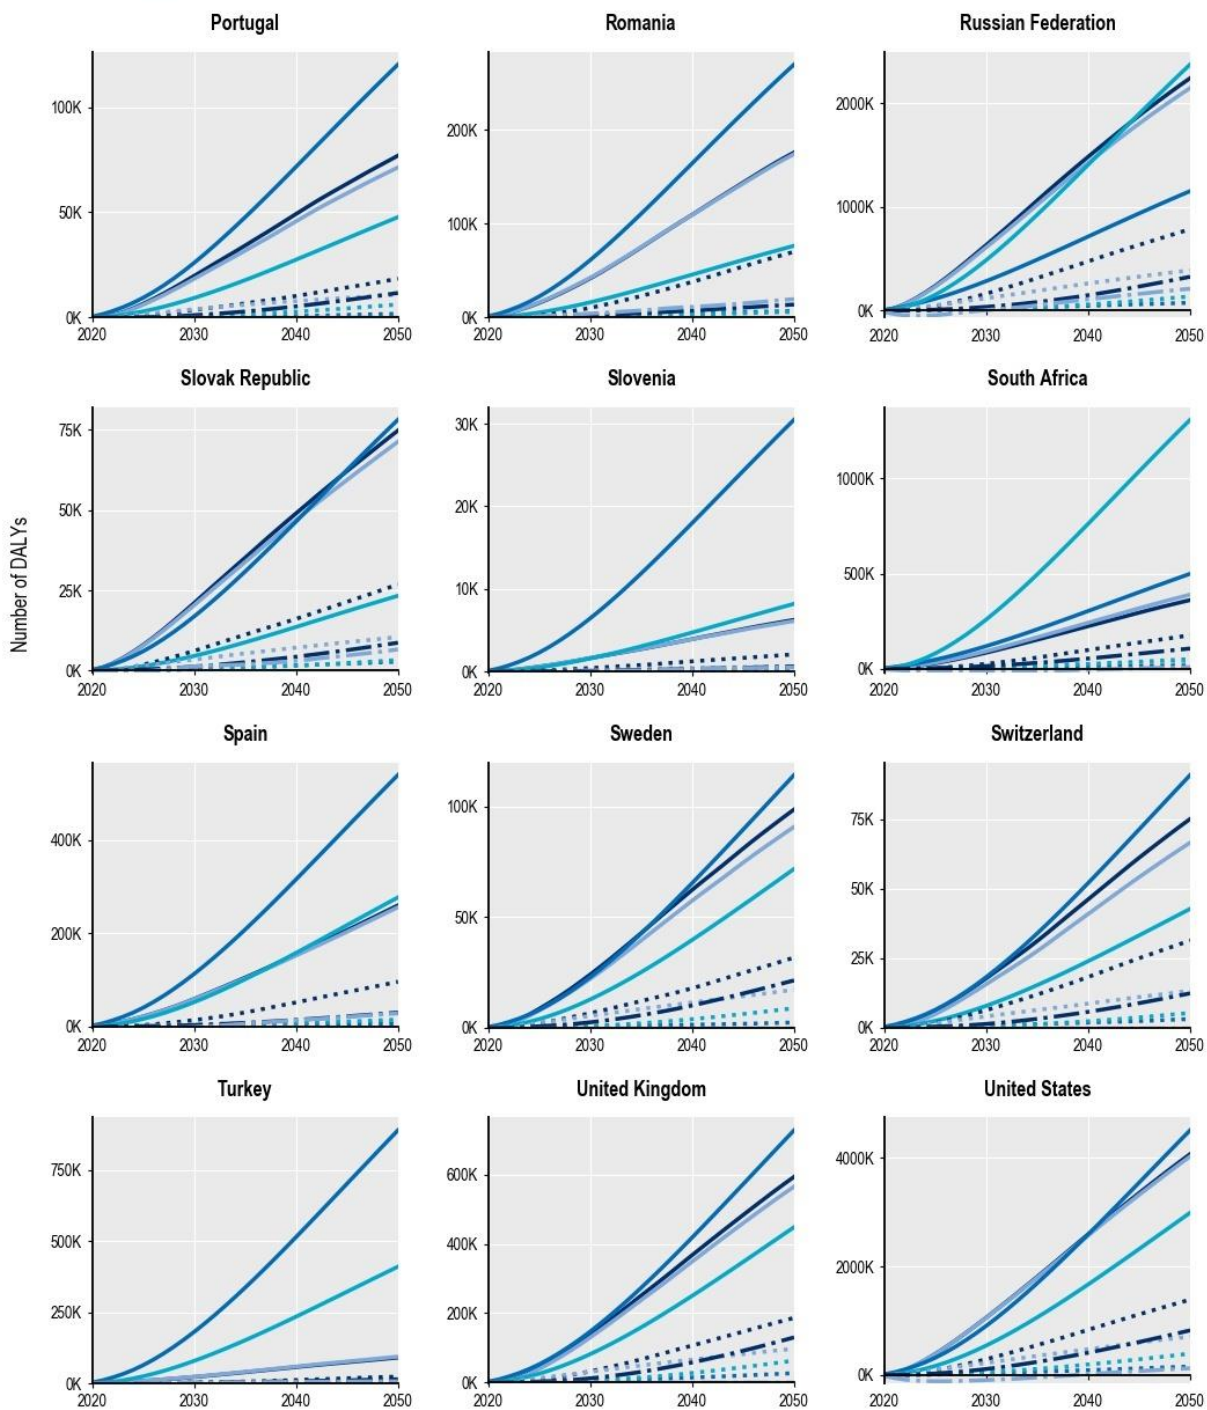 Portugal
Romania
Russian Federation
100K
50K
0K
2020 2030 2040 2050
200K
100K
0K
2020 2030 2040 2050
2000K
1000K
0K
2020 2030 2040 2050
Number of DALYs
Slovak Republic
Slovenia
South Africa
75K
50K
25K
0K
2020 2030 2040 2050
30K
20K
10K
0K
2020 2030 2040 2050
1000K
500K
0K
2020 2030 2040 2050
Spain
Sweden
Switzerland
400K
200K
0K
2020 2030 2040 2050
100K
50K
0K
2020 2030 2040 2050
75K
50K
25K
0K
2020 2030 2040 2050
Turkey
United Kingdom
United States
750K
500K
250K
0K
2020 2030 2040 2050
600K
400K
200K
0K
2020 2030 2040 2050
4000K
2000K
0K
2020 2030 2040 2050